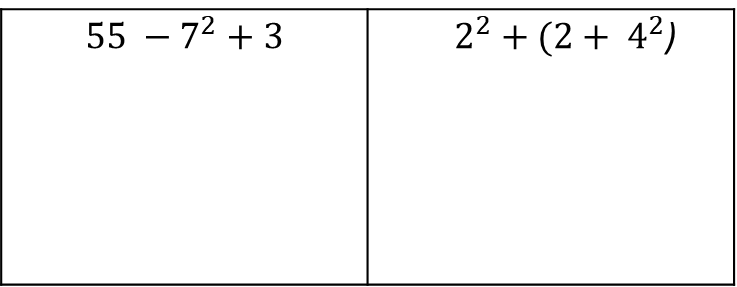 55 − 7² + 3
2² + (2 + 4²)